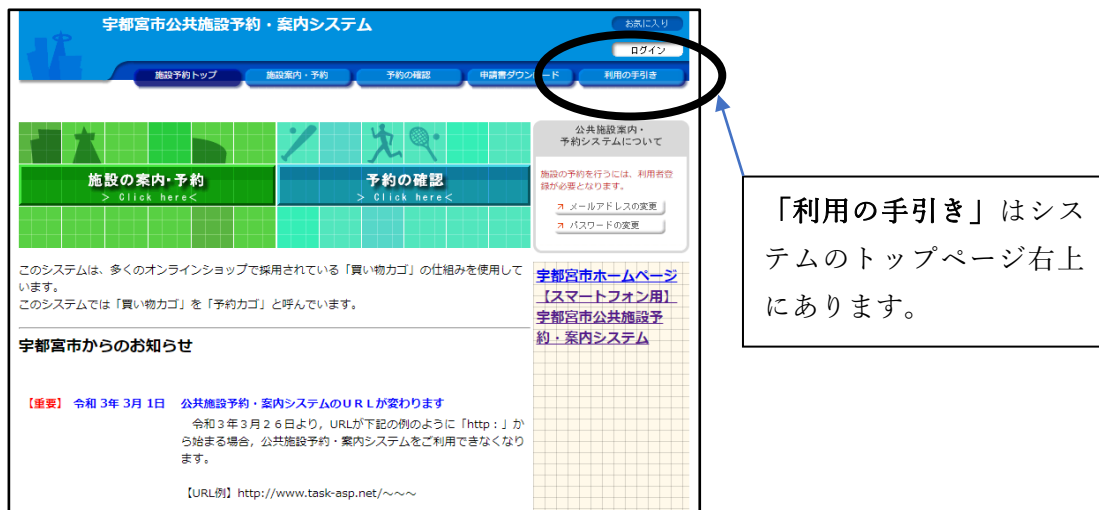 宇都宮市公共施設予約・案内システム
お気に入り
ログイン
施設予約トップ
施設案内・予約
予約の確認
申請書ダウンロード
利用の手引き
施設の案内・予約
> Click here<
予約の確認
> Click here<
公共施設案内・
予約システムについて
施設の予約を行うには、利用者登
録が必要となります。
メールアドレスの変更
パスワードの変更
このシステムは、多くのオンラインショップで採用されている「買い物カゴ」の仕組みを使用して
います。
このシステムでは「買い物カゴ」を「予約カゴ」と呼んでいます。
宇都宮市からのお知らせ
【重要】 令和 3年 3月 1日 公共施設予約・案内システムのＵＲＬが変わります
令和３年３月２６日より，URLが下記の例のように「http：」か
ら始まる場合，公共施設予約・案内システムをご利用できなくなり
ます。
【URL例】http://www.task-asp.net/～～～
宇都宮市ホームページ
【スマートフォン用】
宇都宮市公共施設予
約・案内システム
「利用の手引き」はシス
テムのトップページ右上
にあります。